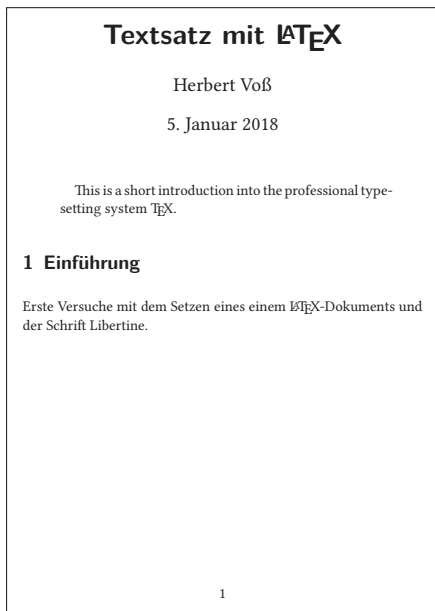 Textsatz mit LATEX
Herbert Voß
5. Januar 2018
This is a short introduction into the professional type-
setting system TEX.
1 Einführung
Erste Versuche mit dem Setzen eines einem LATEX-Dokuments und
der Schrift Libertine.
1